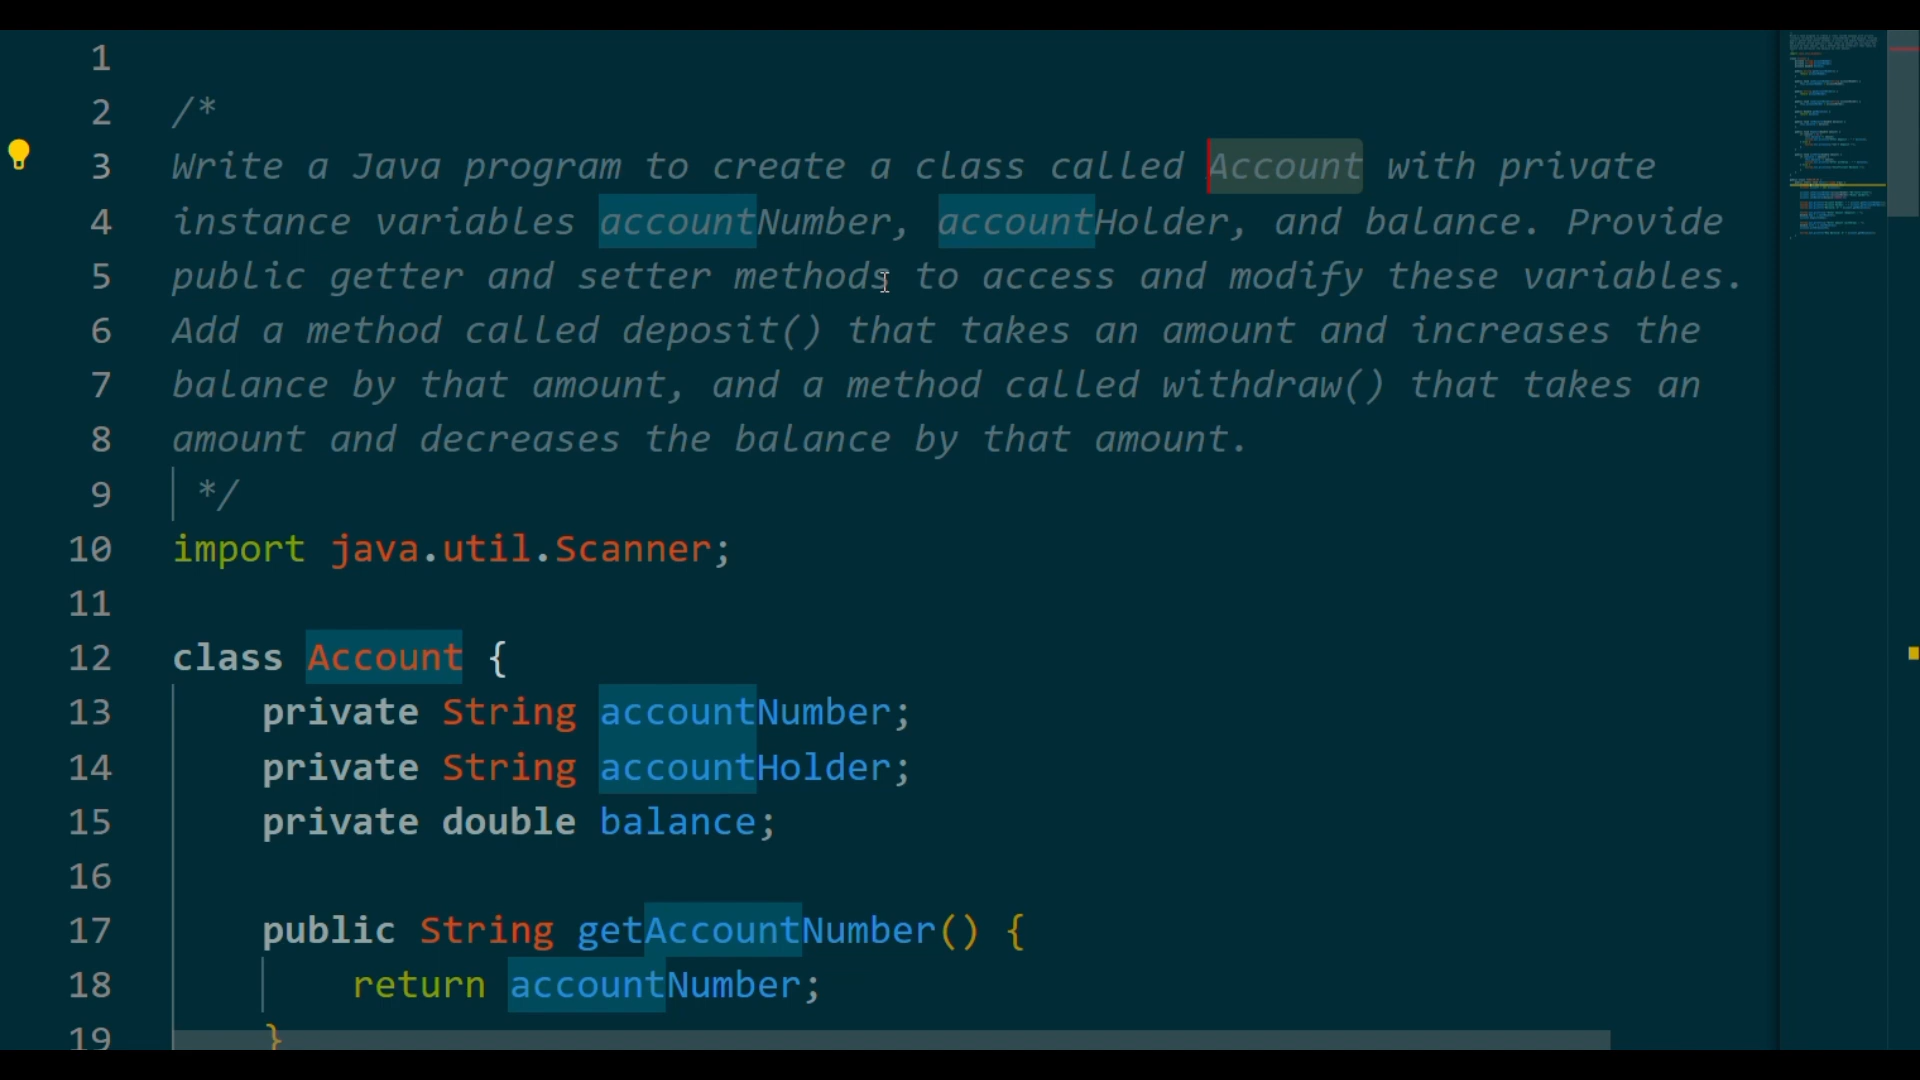 1
2 /*
3 Write a Java program to create a class called Account with private
4 instance variables accountNumber, accountHolder, and balance. Provide
5 public getter and setter methods to access and modify these variables.
6 Add a method called deposit() that takes an amount and increases the
7 balance by that amount, and a method called withdraw() that takes an
8 amount and decreases the balance by that amount.
9 */
10 import java.util.Scanner;
11
12 class Account {
13 private String accountNumber;
14 private String accountHolder;
15 private double balance;
16
17 public String getAccountNumber() {
18 return accountNumber;
19 }